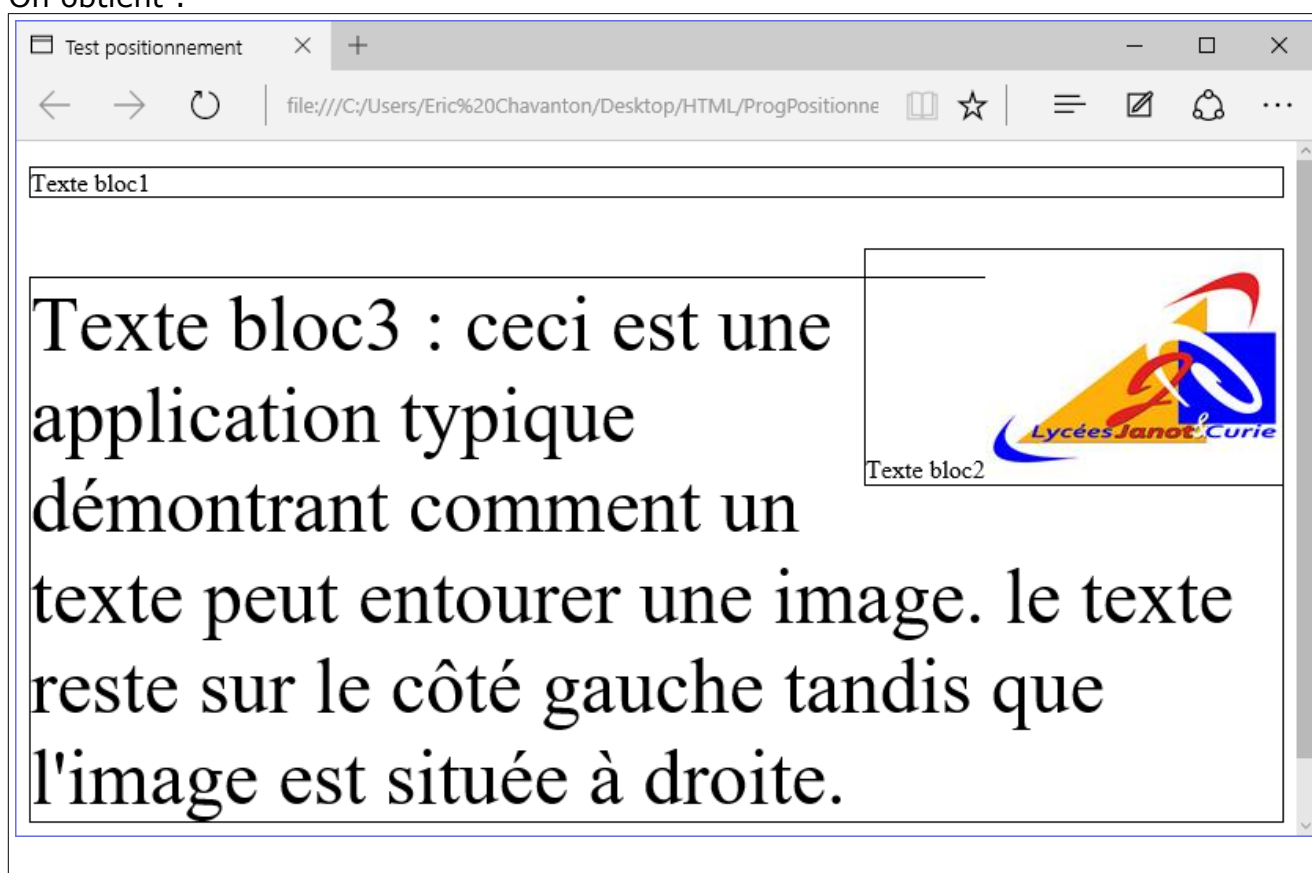 On obtient :
Test positionnement
file:///C:/Users/Eric%20Chavanton/Desktop/HTML/ProgPositionne
Texte bloc1
Texte bloc3 : ceci est une
application typique
démontrant comment un
Lycées Janot & Curie
Texte bloc2
texte peut entourer une image. le texte
reste sur le côté gauche tandis que
l'image est située à droite.